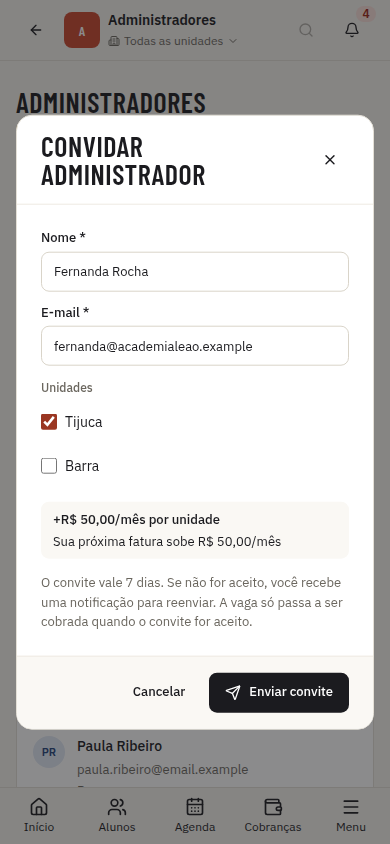 A
Administradores
Todas as unidades
4
ADMINISTRADORES
CONVIDAR
ADMINISTRADOR
Nome *
Fernanda Rocha
E-mail *
fernanda@academialeao.example
Unidades
Tijuca
Barra
+R$ 50,00/mês por unidade
Sua próxima fatura sobe R$ 50,00/mês
O convite vale 7 dias. Se não for aceito, você recebe
uma notificação para reenviar. A vaga só passa a ser
cobrada quando o convite for aceito.
Cancelar
Enviar convite
PR
Paula Ribeiro
paula.ribeiro@email.example
Início
Alunos
Agenda
Cobranças
Menu